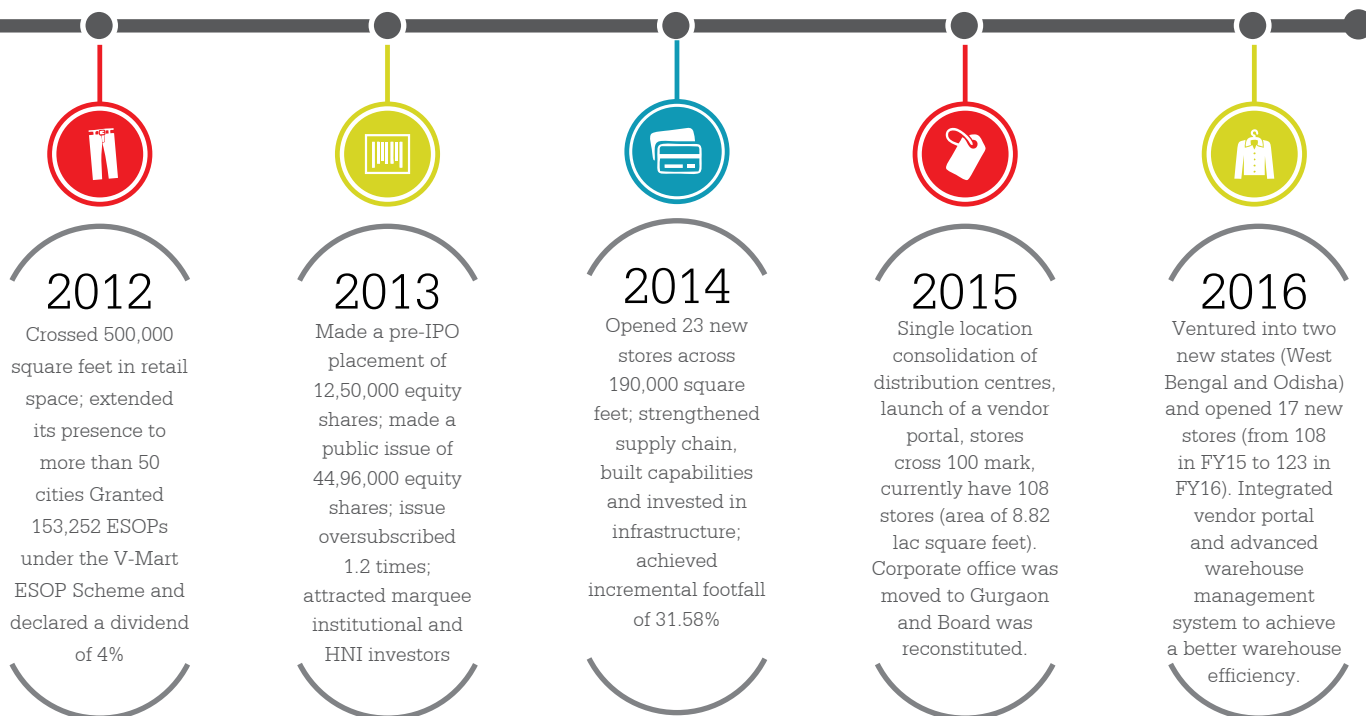 2012
Crossed 500,000
square feet in retail
space; extended
its presence to
more than 50
cities Granted
153,252 ESOPs
under the V-Mart
ESOP Scheme and
declared a dividend
of 4%
2013
Made a pre-IPO
placement of
12,50,000 equity
shares; made a
public issue of
44,96,000 equity
shares; issue
oversubscribed
1.2 times;
attracted marquee
institutional and
HNI investors
2014
Opened 23 new
stores across
190,000 square
feet; strengthened
supply chain,
built capabilities
and invested in
infrastructure;
achieved
incremental footfall
of 31.58%
2015
Single location
consolidation of
distribution centres,
launch of a vendor
portal, stores
cross 100 mark,
currently have 108
stores (area of 8.82
lac square feet).
Corporate office was
moved to Gurgaon
and Board was
reconstituted.
2016
Ventured into two
new states (West
Bengal and Odisha)
and opened 17 new
stores (from 108
in FY15 to 123 in
FY16). Integrated
vendor portal
and advanced
warehouse
management
system to achieve
a better warehouse
efficiency.